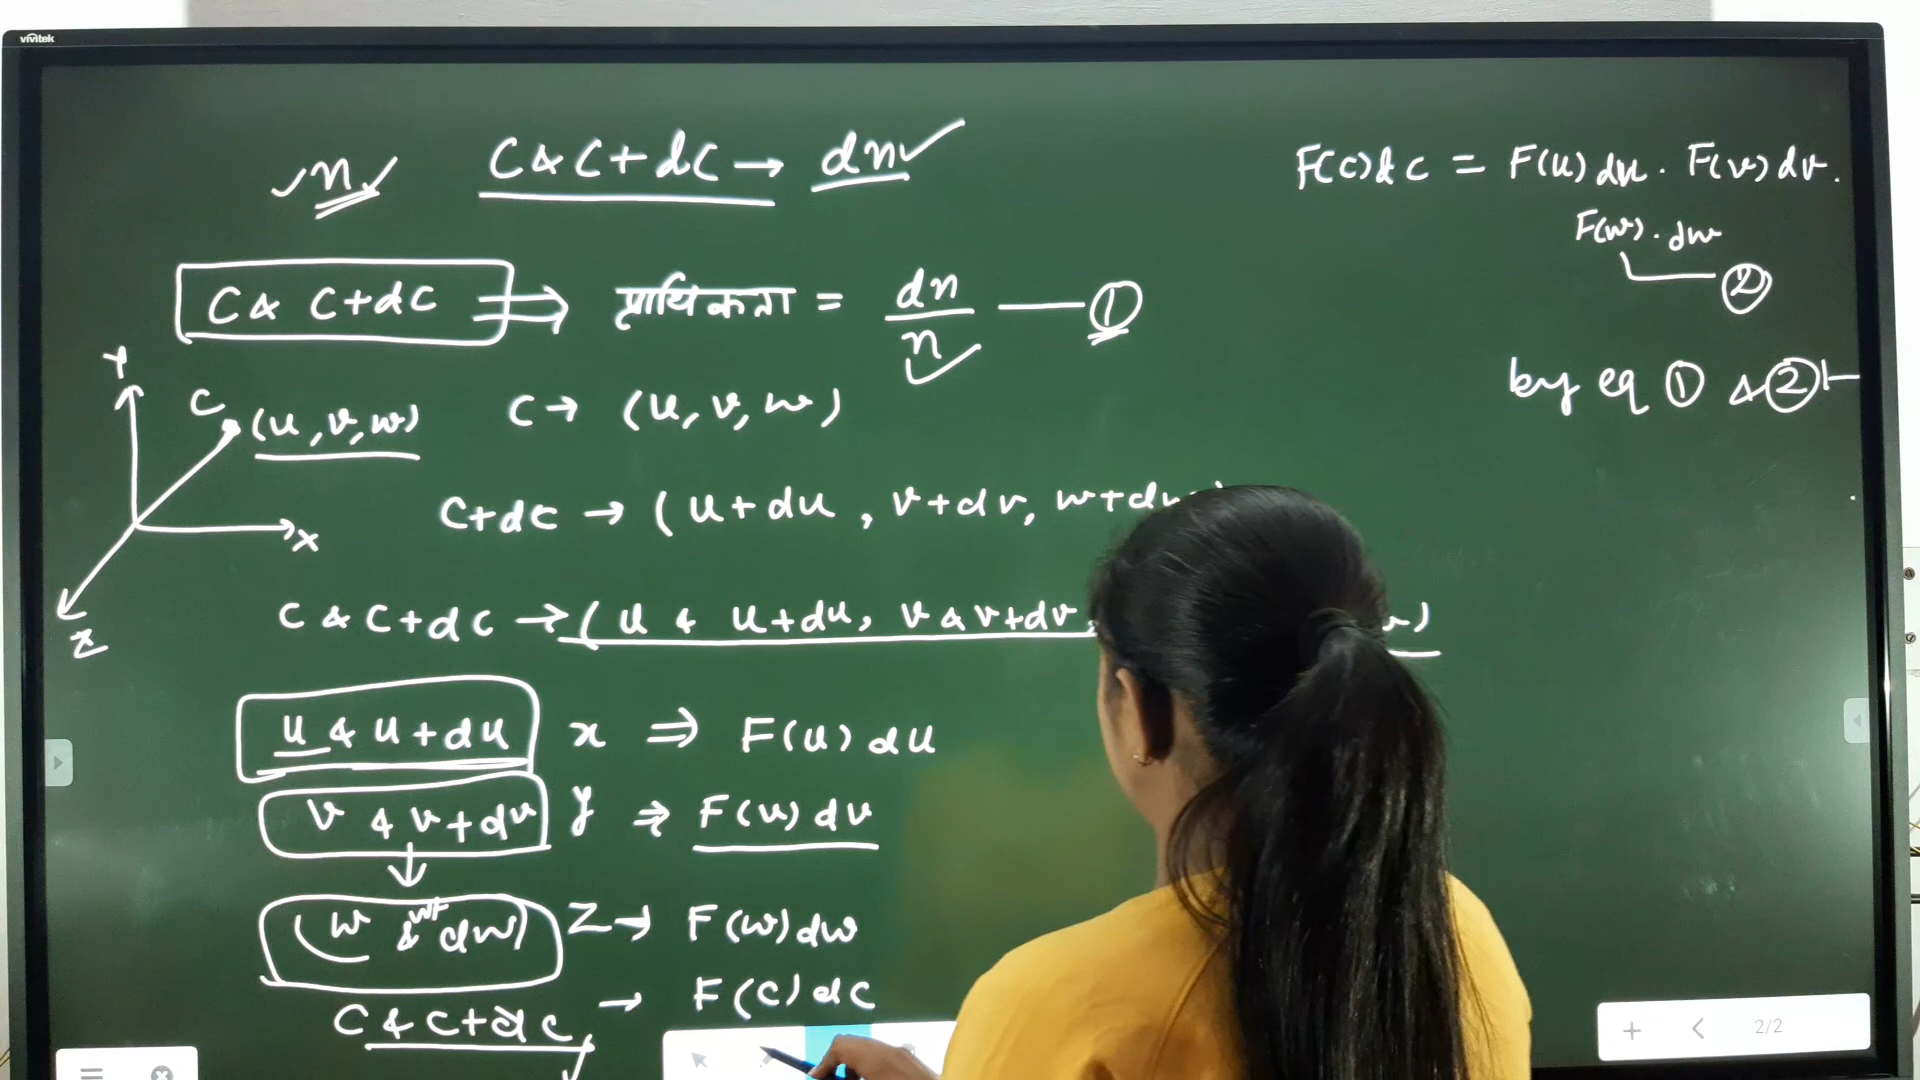 vivitek
n C & C+dC → dn
C & C+dC ⇒ प्रायिकता = dn/n — ①
Y
C (u, v, w)
X
Z
C → (u, v, w)
C+dC → (u+du, v+dv, w+dw
C & C+dC → (u & u+du, v & v+dv,
u & u+du x ⇒ F(u) du
v & v+dv y ⇒ F(v) dv
(w & w+dw) Z → F(w) dw
C & C+dC → F(C) dC
F(C)dC = F(u)du. F(v)dv.
F(w). dw
②
by eq ① & ②
2/2